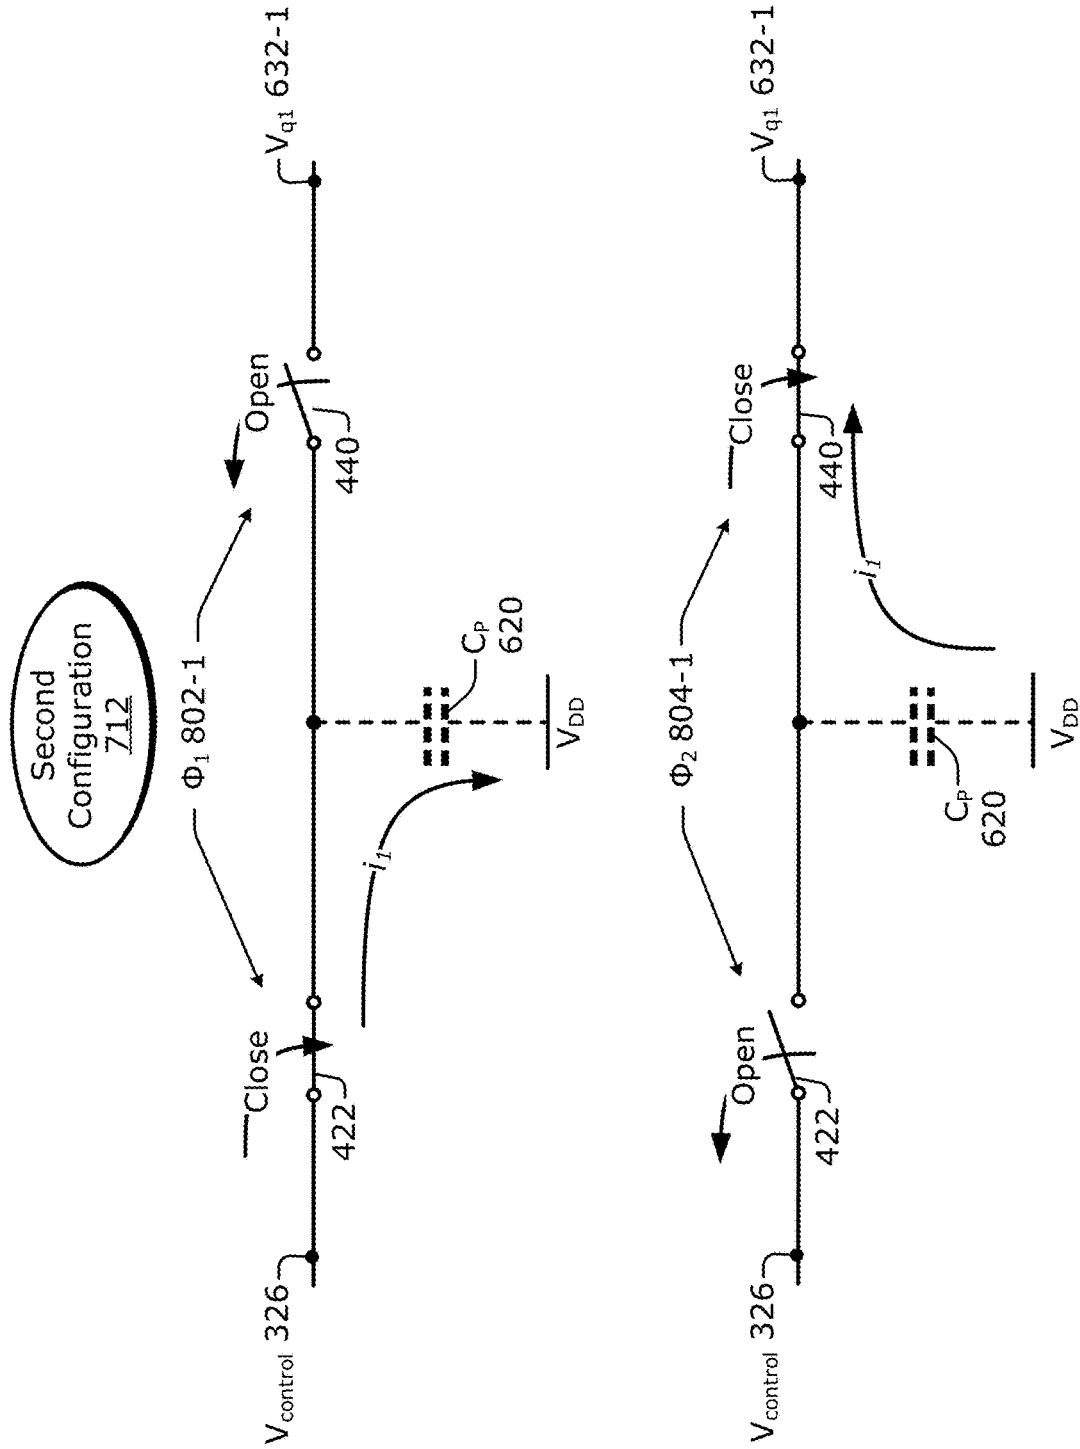 Second
Configuration
712
Φ1 802-1
Close
Open
Vcontrol 326
422
i1
CP
620
440
Vq1 632-1
VDD
Φ2 804-1
Open
Close
Vcontrol 326
422
CP
620
i1
440
Vq1 632-1
VDD